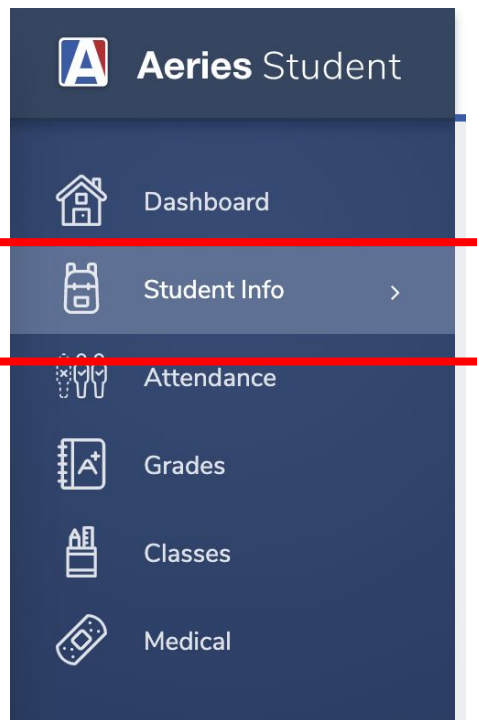 A Aeries Student
Dashboard
Student Info >
Attendance
A+ Grades
Classes
Medical